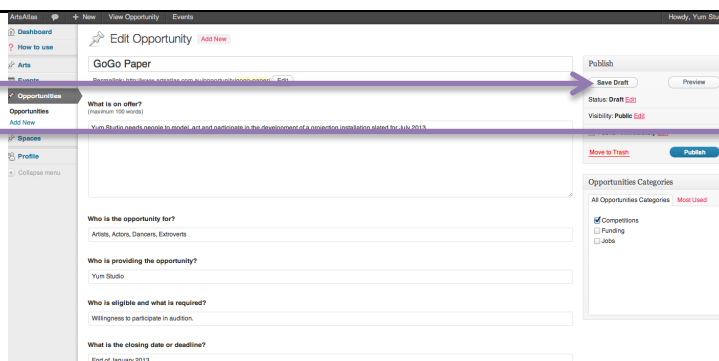 ArtsAtlas + New View Opportunity Events Howdy, Yum Stu
Dashboard
? How to use
Arts
Events
Opportunities
Opportunities
Add New
Spaces
Profile
Collapse menu
Edit Opportunity Add New
GoGo Paper
Permalink: http://www.artsatlas.com.au/opportunity/gogo-paper/ Edit
What is on offer?
(maximum 100 words)
Yum Studio needs people to model, act and participate in the development of a projection installation slated for July 2013
Who is the opportunity for?
Artists, Actors, Dancers, Extroverts
Who is providing the opportunity?
Yum Studio
Who is eligible and what is required?
Willingness to participate in audition.
What is the closing date or deadline?
End of January 2013
Publish
Save Draft Preview
Status: Draft Edit
Visibility: Public Edit
Move to Trash Publish
Opportunities Categories
All Opportunities Categories Most Used
Competitions
Funding
Jobs